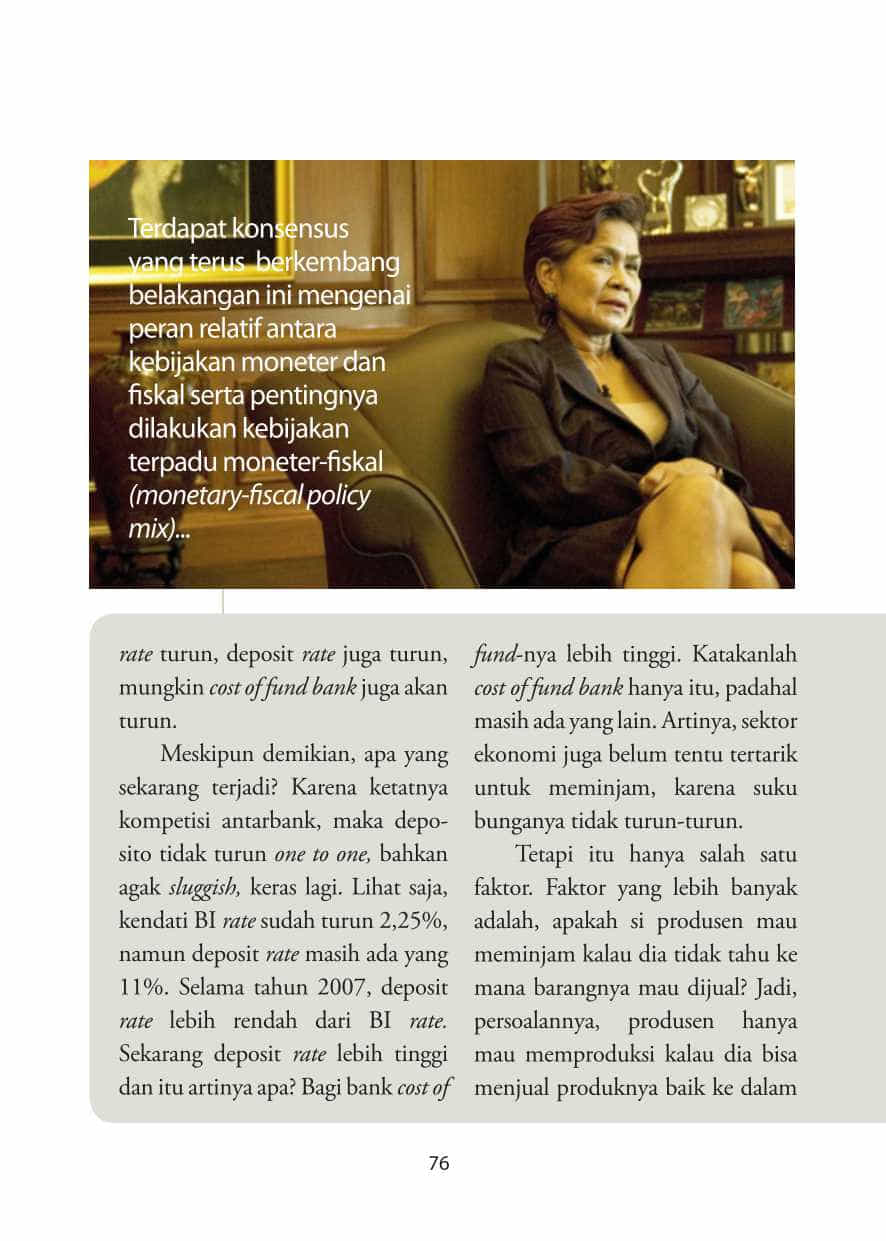 Terdapat konsensus
yang terus berkembang
belakangan ini mengenai
peran relatif antara
kebijakan moneter dan
fiskal serta pentingnya
dilakukan kebijakan
terpadu moneter-fiskal
(monetary-fiscal policy
mix)...
rate turun, deposit rate juga turun,
mungkin cost of fund bank juga akan
turun.
Meskipun demikian, apa yang
sekarang terjadi? Karena ketatnya
kompetisi antarbank, maka depo-
sito tidak turun one to one, bahkan
agak sluggish, keras lagi. Lihat saja,
kendati BI rate sudah turun 2,25%,
namun deposit rate masih ada yang
11%. Selama tahun 2007, deposit
rate lebih rendah dari BI rate.
Sekarang deposit rate lebih tinggi
dan itu artinya apa? Bagi bank cost of
fund-nya lebih tinggi. Katakanlah
cost of fund bank hanya itu, padahal
masih ada yang lain. Artinya, sektor
ekonomi juga belum tentu tertarik
untuk meminjam, karena suku
bunganya tidak turun-turun.
Tetapi itu hanya salah satu
faktor. Faktor yang lebih banyak
adalah, apakah si produsen mau
meminjam kalau dia tidak tahu ke
mana barangnya mau dijual? Jadi,
persoalannya, produsen hanya
mau memproduksi kalau dia bisa
menjual produknya baik ke dalam
76